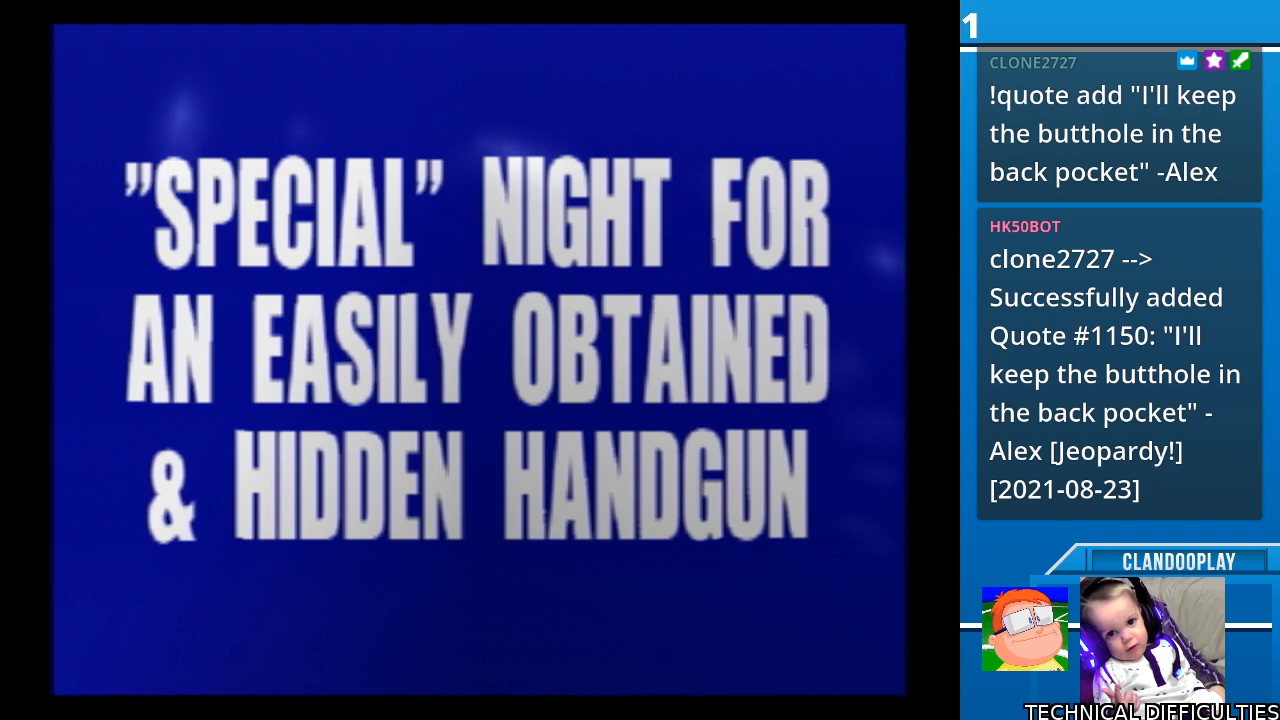 "SPECIAL" NIGHT FOR
AN EASILY OBTAINED
& HIDDEN HANDGUN
1
CLONE2727
!quote add "I'll keep
the butthole in the
back pocket" -Alex
HK50BOT
clone2727 -->
Successfully added
Quote #1150: "I'll
keep the butthole in
the back pocket" -
Alex [Jeopardy!]
[2021-08-23]
CLANDOOPLAY
TECHNICAL DIFFICULTIES